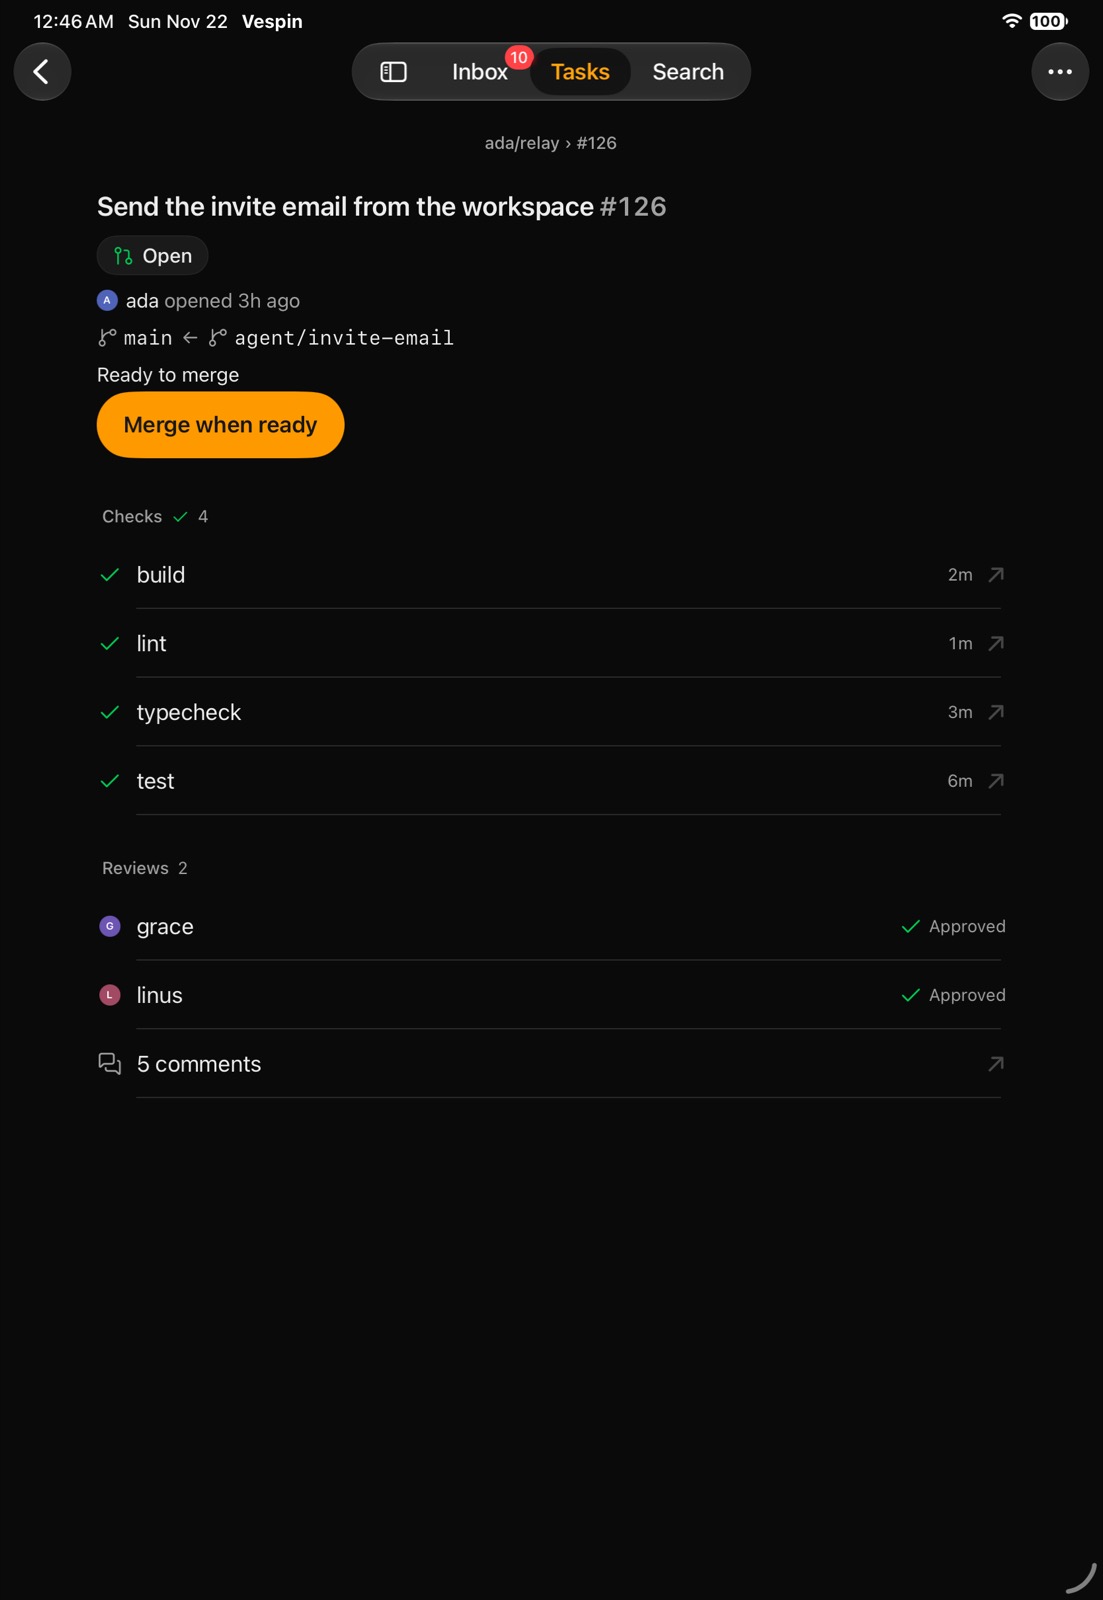 12:46 AM Sun Nov 22 Vespin
100
Inbox 10 Tasks Search
ada/relay › #126
Send the invite email from the workspace #126
Open
A ada opened 3h ago
main ← agent/invite-email
Ready to merge
Merge when ready
Checks 4
build 2m
lint 1m
typecheck 3m
test 6m
Reviews 2
G grace Approved
L linus Approved
5 comments